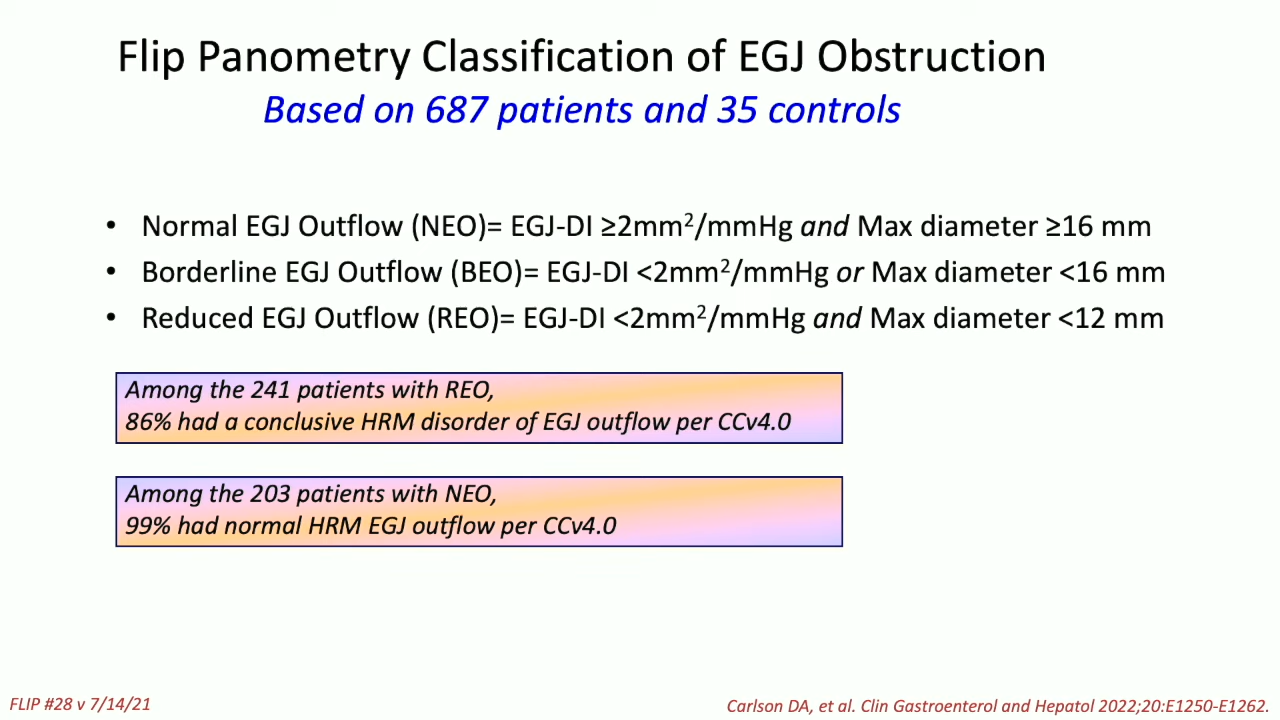 Flip Panometry Classification of EGJ Obstruction
Based on 687 patients and 35 controls
• Normal EGJ Outflow (NEO)= EGJ-DI ≥2mm²/mmHg and Max diameter ≥16 mm
• Borderline EGJ Outflow (BEO)= EGJ-DI <2mm²/mmHg or Max diameter <16 mm
• Reduced EGJ Outflow (REO)= EGJ-DI <2mm²/mmHg and Max diameter <12 mm
Among the 241 patients with REO,
86% had a conclusive HRM disorder of EGJ outflow per CCv4.0
Among the 203 patients with NEO,
99% had normal HRM EGJ outflow per CCv4.0
FLIP #28 v 7/14/21
Carlson DA, et al. Clin Gastroenterol and Hepatol 2022;20:E1250-E1262.